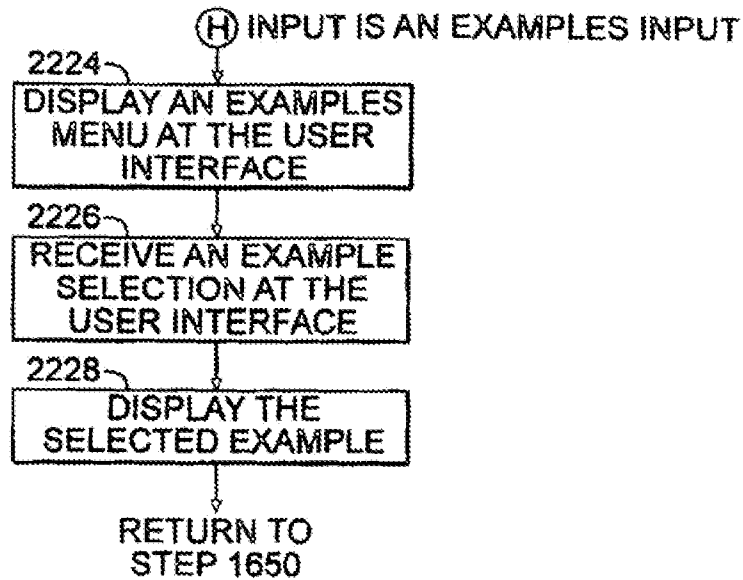 H INPUT IS AN EXAMPLES INPUT
2224
DISPLAY AN EXAMPLES
MENU AT THE USER
INTERFACE
2226
RECEIVE AN EXAMPLE
SELECTION AT THE
USER INTERFACE
2228
DISPLAY THE
SELECTED EXAMPLE
RETURN TO
STEP 1650